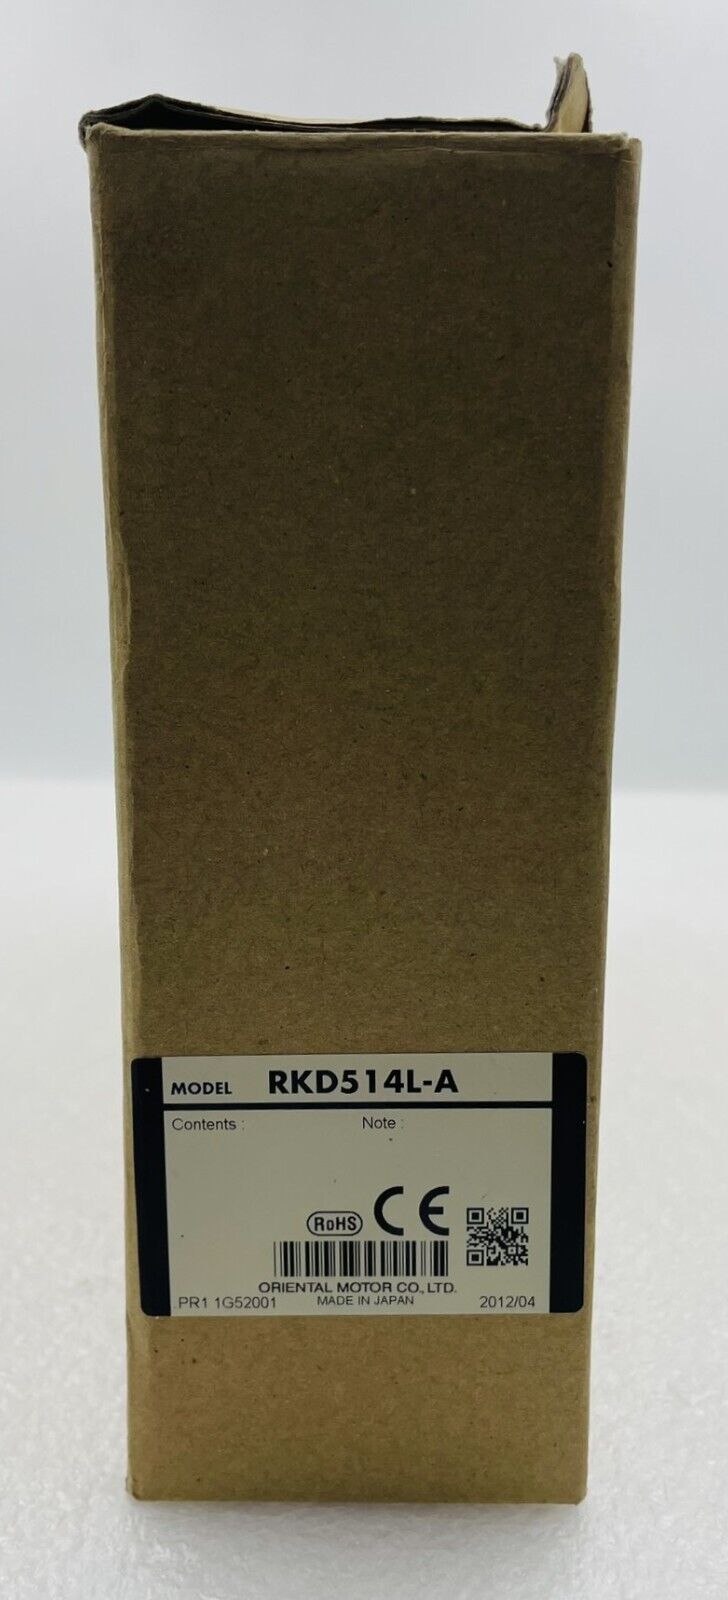 MODEL RKD514L-A
Contents : Note :
RoHS CE
ORIENTAL MOTOR CO., LTD.
PR1 1G52001 MADE IN JAPAN 2012/04